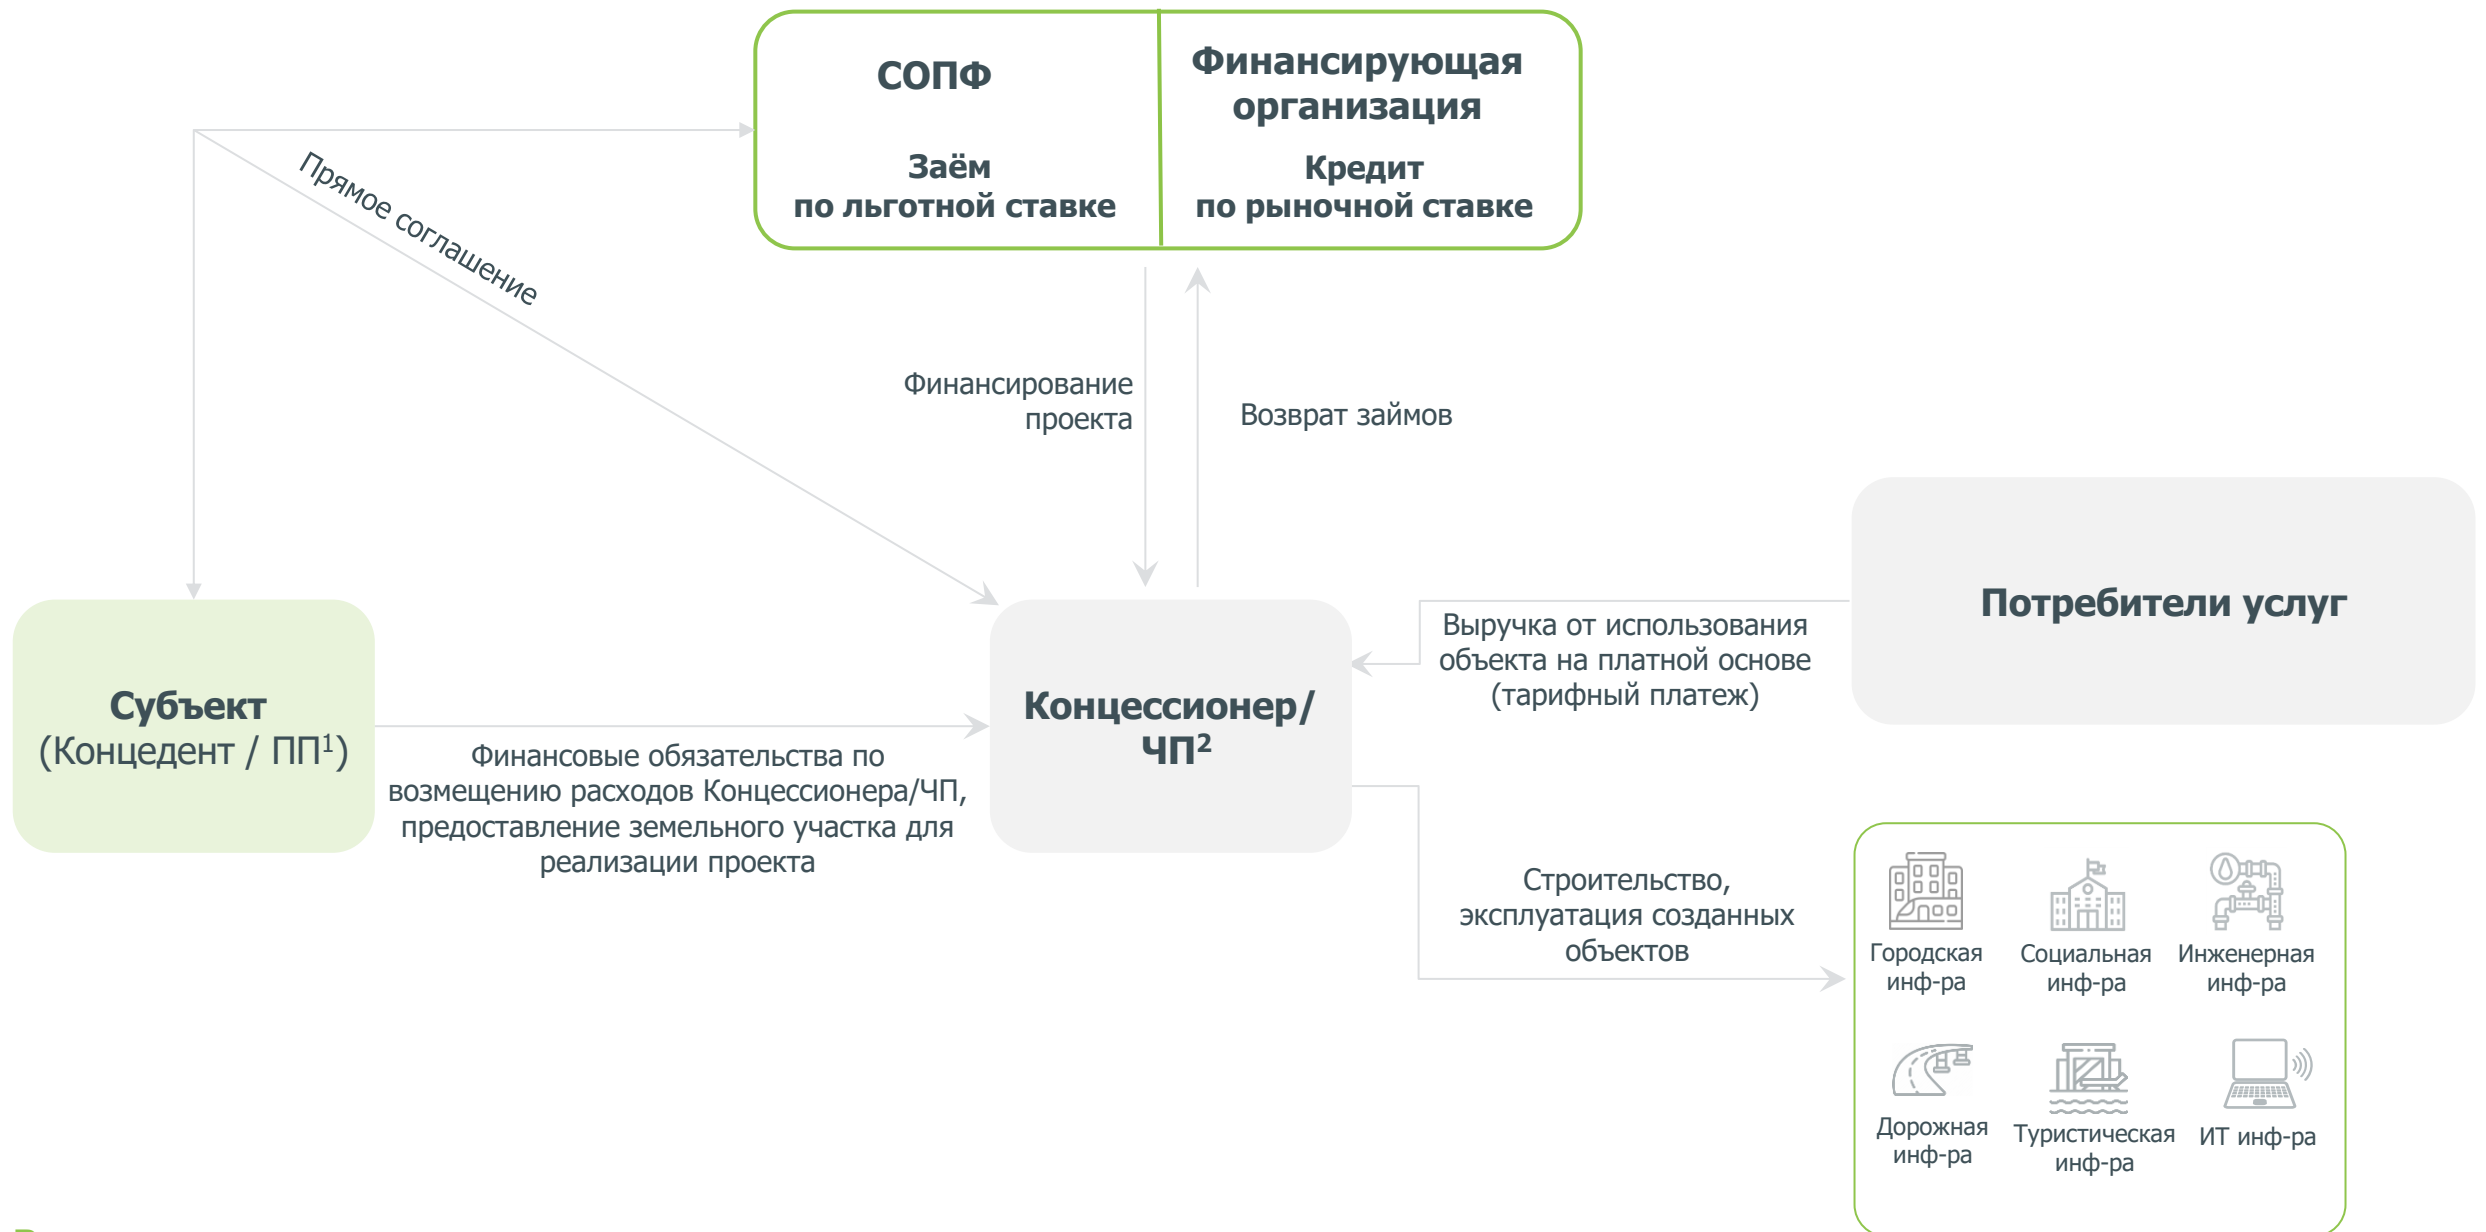 СОПФ
Заём
по льготной ставке
Финансирующая
организация
Кредит
по рыночной ставке
Прямое соглашение
Финансирование
проекта
Возврат займов
Потребители услуг
Выручка от использования
объекта на платной основе
(тарифный платеж)
Субъект
(Концедент / ПП¹)
Финансовые обязательства по
возмещению расходов Концессионера/ЧП,
предоставление земельного участка для
реализации проекта
Концессионер/
ЧП²
Строительство,
эксплуатация созданных
объектов
Городская
инф-ра
Социальная
инф-ра
Инженерная
инф-ра
Дорожная
инф-ра
Туристическая
инф-ра
ИТ инф-ра